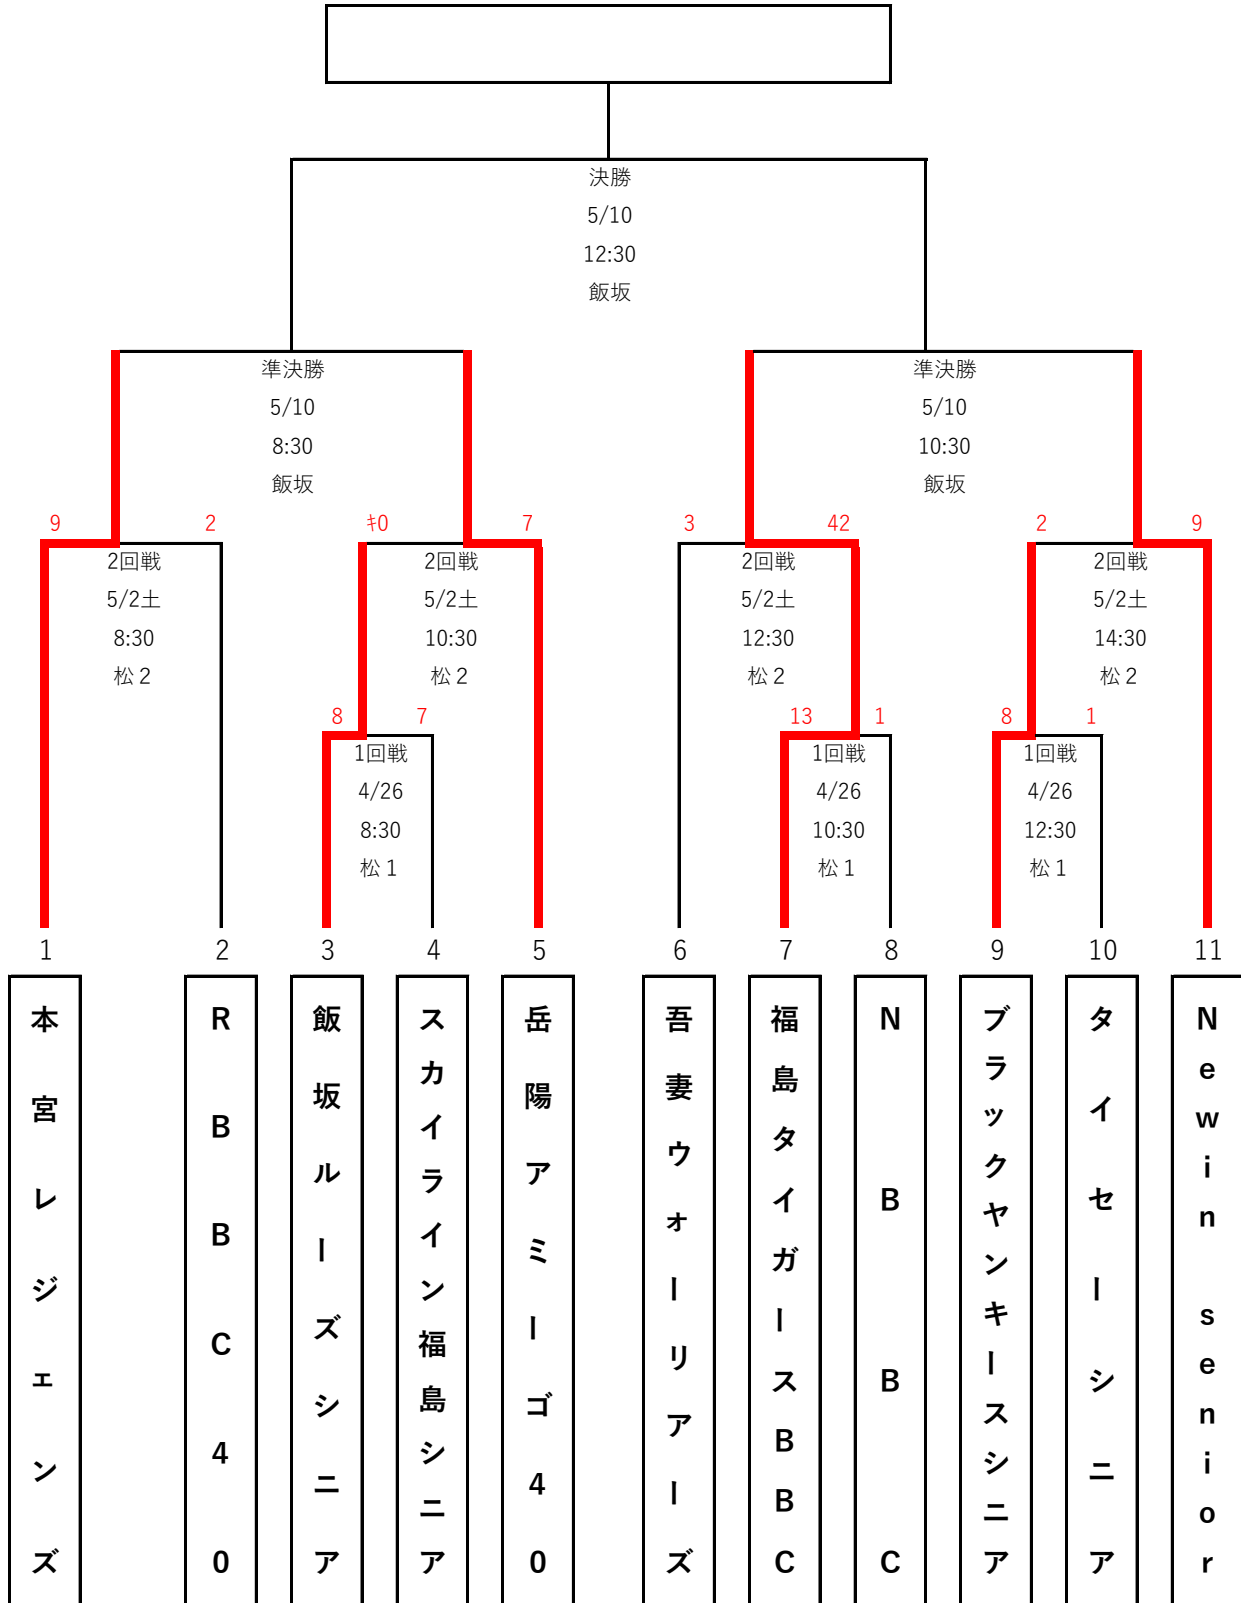 決勝
5/10
12:30
飯坂
準決勝
5/10
8:30
飯坂
準決勝
5/10
10:30
飯坂
9 2
ｷ0 7
3 42
2 9
2回戦
5/2土
8:30
松２
2回戦
5/2土
10:30
松２
2回戦
5/2土
12:30
松２
2回戦
5/2土
14:30
松２
8 7
13 1
8 1
1回戦
4/26
8:30
松１
1回戦
4/26
10:30
松１
1回戦
4/26
12:30
松１
1 2 3 4 5 6 7 8 9 10 11
本宮レジェンズ
RBBC40
飯坂ルーズシニア
スカイライン福島シニア
岳陽アミーゴ40
吾妻ウォーリアーズ
福島タイガースBBC
NBBC
ブラックヤンキースシニア
タイセーシニア
Newin senior